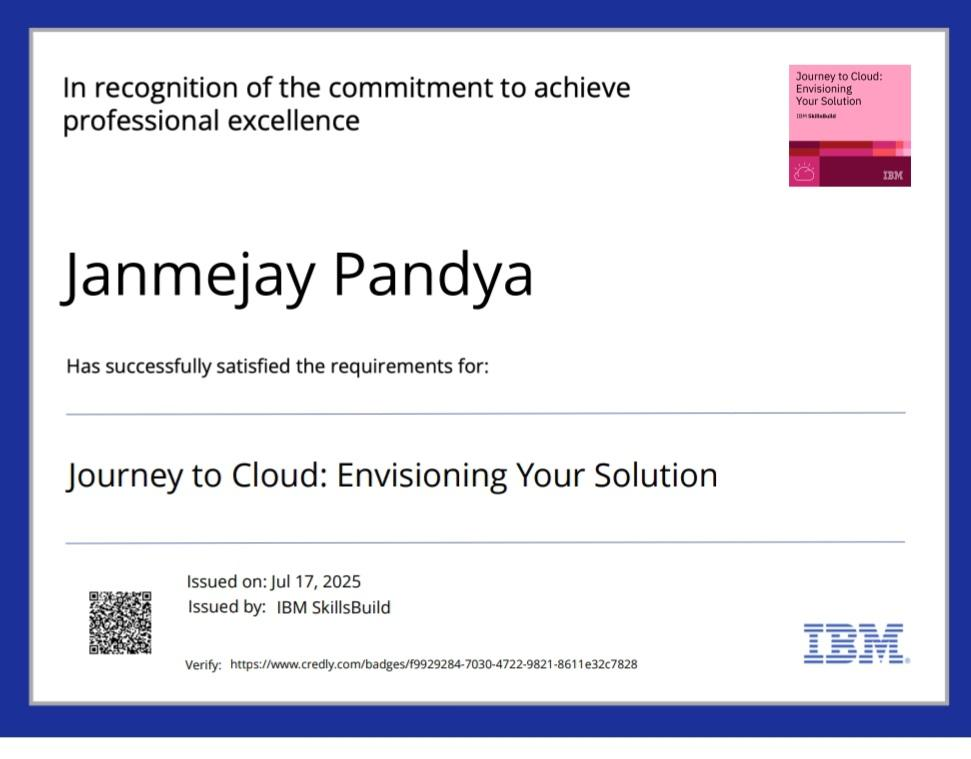 In recognition of the commitment to achieve
professional excellence
Journey to Cloud:
Envisioning
Your Solution
IBM SkillsBuild
IBM
Janmejay Pandya
Has successfully satisfied the requirements for:
Journey to Cloud: Envisioning Your Solution
Issued on: Jul 17, 2025
Issued by: IBM SkillsBuild
Verify: https://www.credly.com/badges/f9929284-7030-4722-9821-8611e32c7828
IBM®